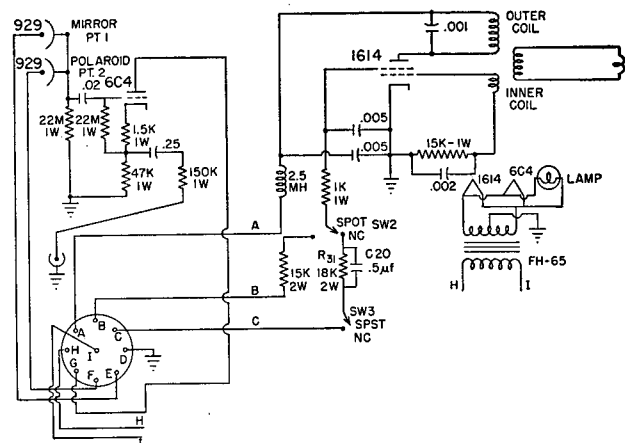 929
MIRROR
PT 1
929
POLAROID
PT. 2
6C4
.02
22M
1W
22M
1W
1.5K
1W
.25
47K
1W
150K
1W
.001
OUTER
COIL
1614
INNER
COIL
.005
.005
15K-1W
.002
2.5
MH
1K
1W
1614
6C4
LAMP
FH-65
H
I
A
SPOT SW2
NC
15K
2W
R31
18K
2W
C20
.5µf
B
SW3
SPST
NC
C
A
B
C
H
I
D
G
F
E
H
I